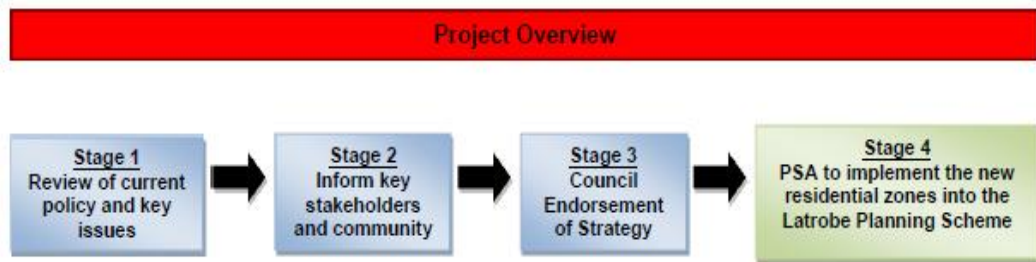 Project Overview
Stage 1
Review of current
policy and key
issues
Stage 2
Inform key
stakeholders
and community
Stage 3
Council
Endorsement
of Strategy
Stage 4
PSA to implement the new
residential zones into the
Latrobe Planning Scheme